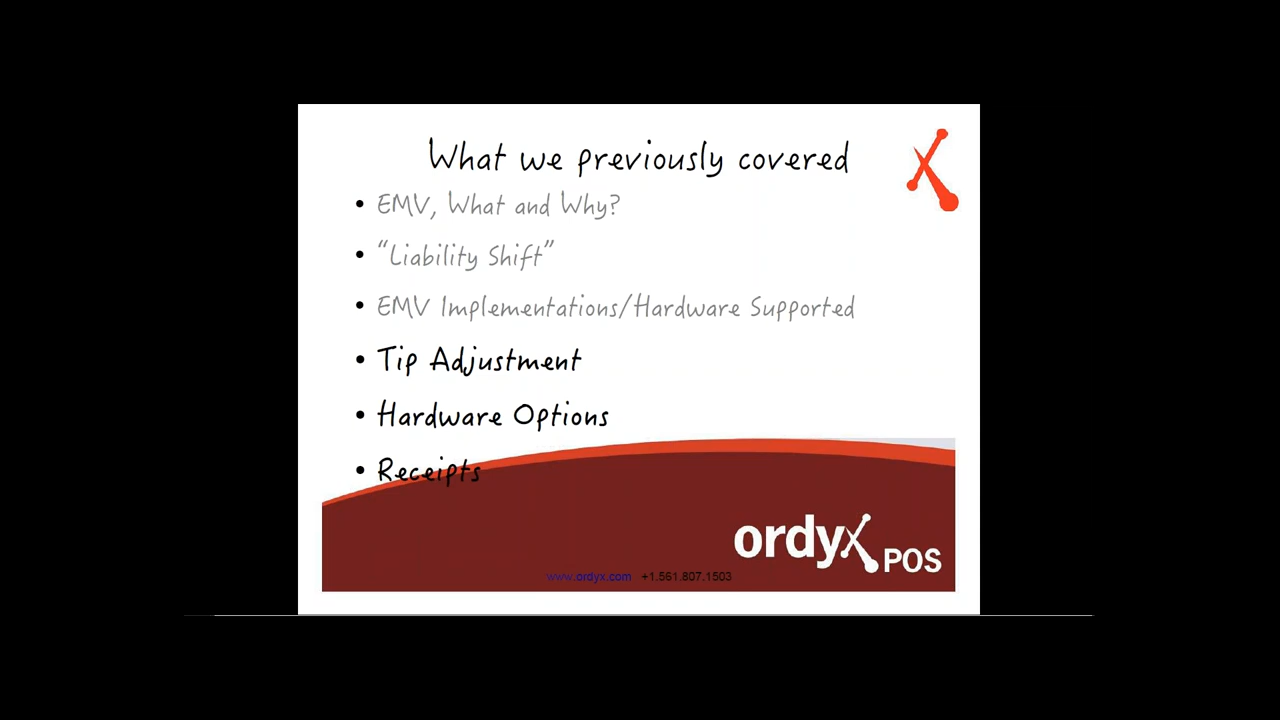 What we previously covered
• EMV, What and Why?
• “Liability Shift”
• EMV Implementations/Hardware Supported
• Tip Adjustment
• Hardware Options
• Receipts
ordyx POS
www.ordyx.com +1.561.807.1503